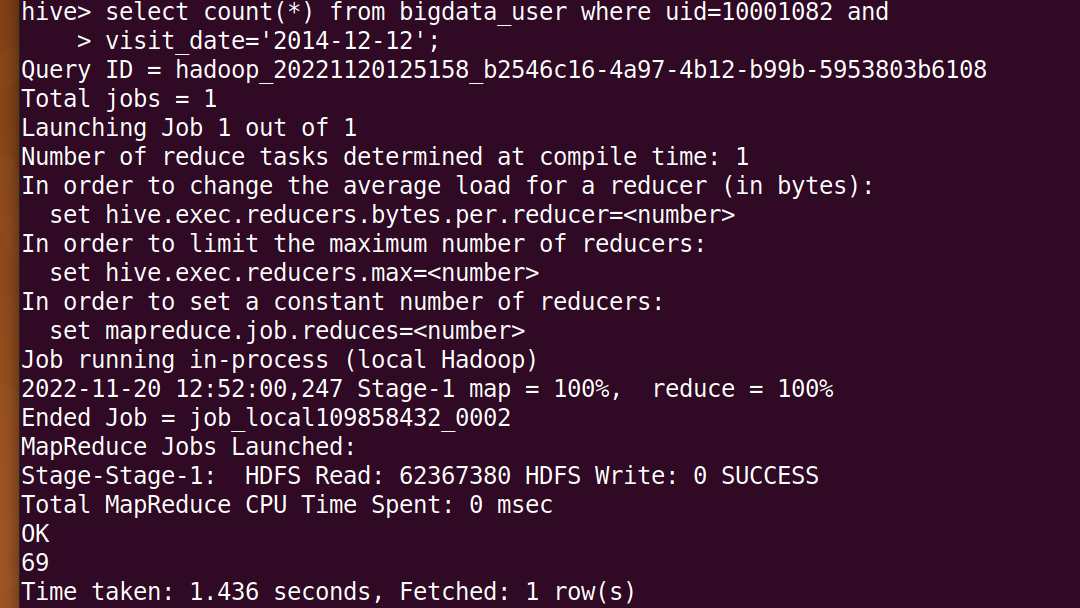 hive> select count(*) from bigdata_user where uid=10001082 and
    > visit_date='2014-12-12';
Query ID = hadoop_20221120125158_b2546c16-4a97-4b12-b99b-5953803b6108
Total jobs = 1
Launching Job 1 out of 1
Number of reduce tasks determined at compile time: 1
In order to change the average load for a reducer (in bytes):
  set hive.exec.reducers.bytes.per.reducer=<number>
In order to limit the maximum number of reducers:
  set hive.exec.reducers.max=<number>
In order to set a constant number of reducers:
  set mapreduce.job.reduces=<number>
Job running in-process (local Hadoop)
2022-11-20 12:52:00,247 Stage-1 map = 100%,  reduce = 100%
Ended Job = job_local109858432_0002
MapReduce Jobs Launched:
Stage-Stage-1:  HDFS Read: 62367380 HDFS Write: 0 SUCCESS
Total MapReduce CPU Time Spent: 0 msec
OK
69
Time taken: 1.436 seconds, Fetched: 1 row(s)